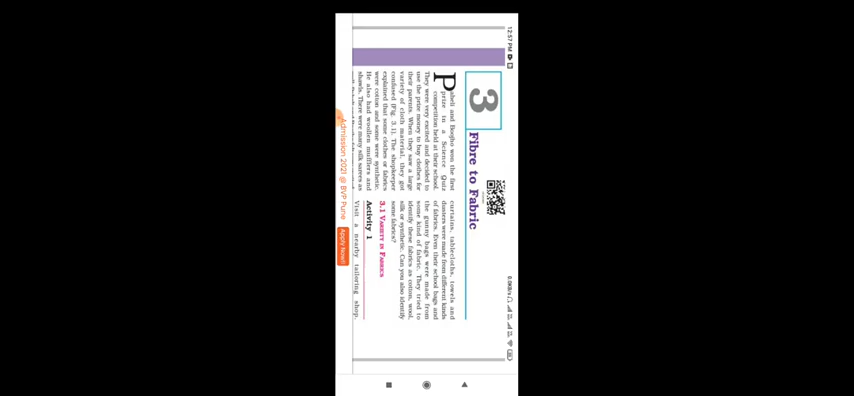 12:57
0.0KB/s
3
Fibre to Fabric
Paheli and Boojho won the first
prize in a Science Quiz
competition held at their school.
They were very excited and decided to
use the prize money to buy clothes for
their parents. When they saw a large
variety of cloth material, they got
confused (Fig. 3.1). The shopkeeper
explained that some clothes or fabrics
were cotton and some were synthetic.
He also had woollen mufflers and
shawls. There were many silk sarees as
curtains, tablecloths, towels and
dusters were made from different kinds
of fabrics. Even their school bags and
the gunny bags were made from
some kind of fabric. They tried to
identify these fabrics as cotton, wool,
silk or synthetic. Can you also identify
some fabrics?
3.1 VARIETY IN FABRICS
Activity 1
Visit a nearby tailoring shop.
Admission 2021 @ BVP Pune
Apply Now!!